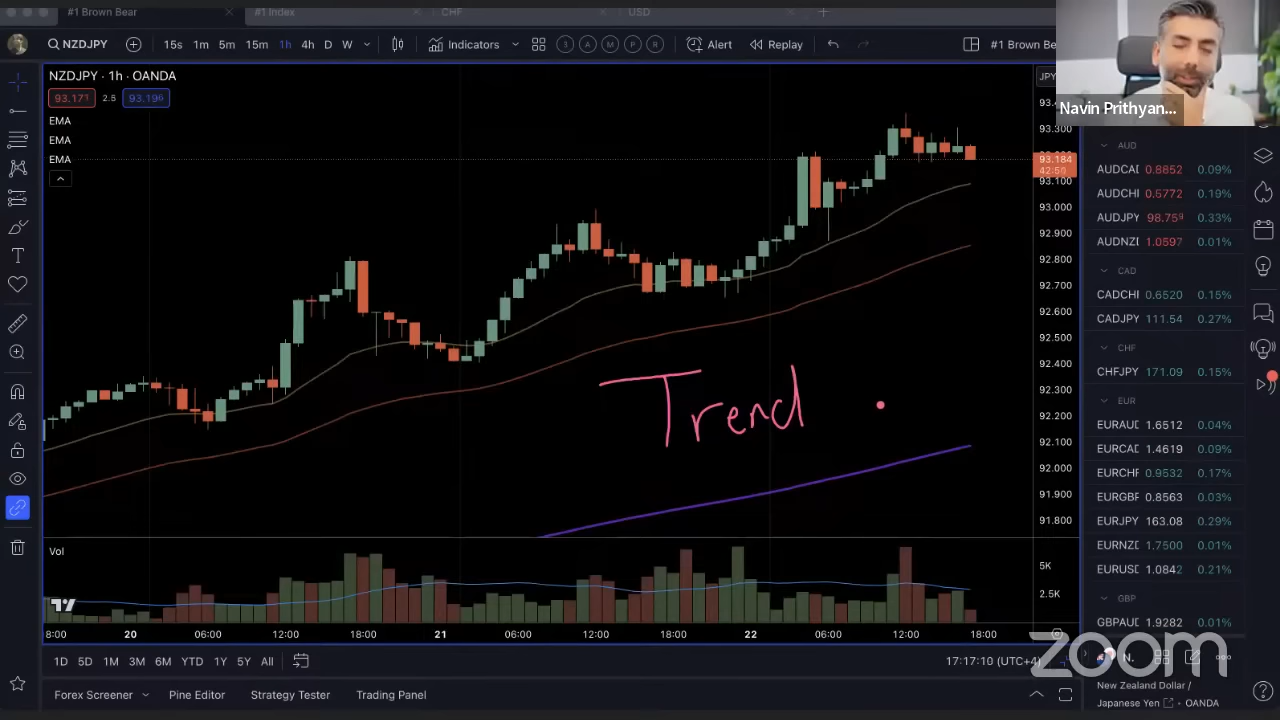 #1 Brown Bear
#1 Index
CHF
USD
NZDJPY
15s 1m 5m 15m 1h 4h D W
Indicators
Alert
Replay
#1 Brown Be
Navin Prithyan...
NZDJPY · 1h · OANDA
93.171 2.5 93.196
EMA
EMA
EMA
JPY
93.300
93.184
42:50
93.100
93.000
92.900
92.800
92.700
92.600
92.500
92.400
92.300
92.200
92.100
92.000
91.900
91.800
Trend
Vol
5K
2.5K
8:00 20 06:00 12:00 18:00 21 06:00 12:00 18:00 22 06:00 12:00 18:00
1D 5D 1M 3M 6M YTD 1Y 5Y All
17:17:10 (UTC+4)
Forex Screener
Pine Editor
Strategy Tester
Trading Panel
AUD
AUDCAD 0.8852 0.09%
AUDCHI 0.5772 0.19%
AUDJPY 98.759 0.33%
AUDNZI 1.0597 0.01%
CAD
CADCHI 0.6520 0.15%
CADJPY 111.54 0.27%
CHF
CHFJPY 171.09 0.15%
EUR
EURAUD 1.6512 0.04%
EURCAD 1.4619 0.09%
EURCHF 0.9532 0.17%
EURGBF 0.8563 0.03%
EURJPY 163.08 0.29%
EURNZD 1.7500 0.01%
EURUSD 1.0842 0.21%
GBP
GBPAUD 1.9282 0.01%
zoom
N.
New Zealand Dollar /
Japanese Yen · OANDA